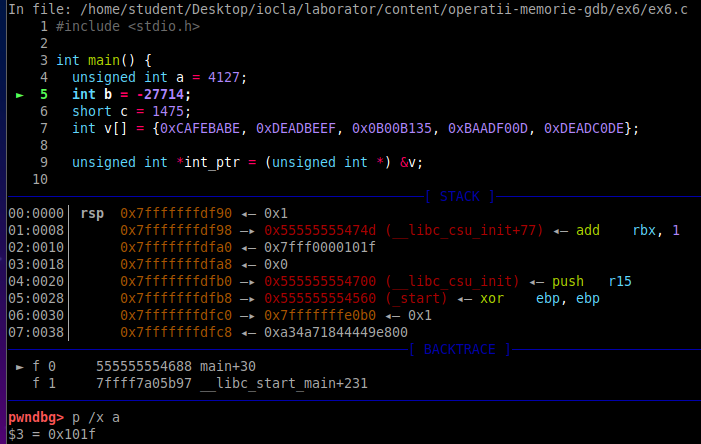 In file: /home/student/Desktop/iocla/laborator/content/operatii-memorie-gdb/ex6/ex6.c
1 #include <stdio.h>
2
3 int main() {
4 unsigned int a = 4127;
► 5 int b = -27714;
6 short c = 1475;
7 int v[] = {0xCAFEBABE, 0xDEADBEEF, 0x0B00B135, 0xBAADF00D, 0xDEADC0DE};
8
9 unsigned int *int_ptr = (unsigned int *) &v;
10
[ STACK ]
00:0000│ rsp 0x7fffffffdf90 ◂— 0x1
01:0008│ 0x7fffffffdf98 —▸ 0x55555555474d (__libc_csu_init+77) ◂— add rbx, 1
02:0010│ 0x7fffffffdfa0 ◂— 0x7fff0000101f
03:0018│ 0x7fffffffdfa8 ◂— 0x0
04:0020│ 0x7fffffffdfb0 —▸ 0x555555554700 (__libc_csu_init) ◂— push r15
05:0028│ 0x7fffffffdfb8 —▸ 0x555555554560 (_start) ◂— xor ebp, ebp
06:0030│ 0x7fffffffdfc0 —▸ 0x7fffffffe0b0 ◂— 0x1
07:0038│ 0x7fffffffdfc8 ◂— 0xa34a71844449e800
[ BACKTRACE ]
► f 0 555555554688 main+30
f 1 7ffff7a05b97 __libc_start_main+231
pwndbg> p /x a
$3 = 0x101f